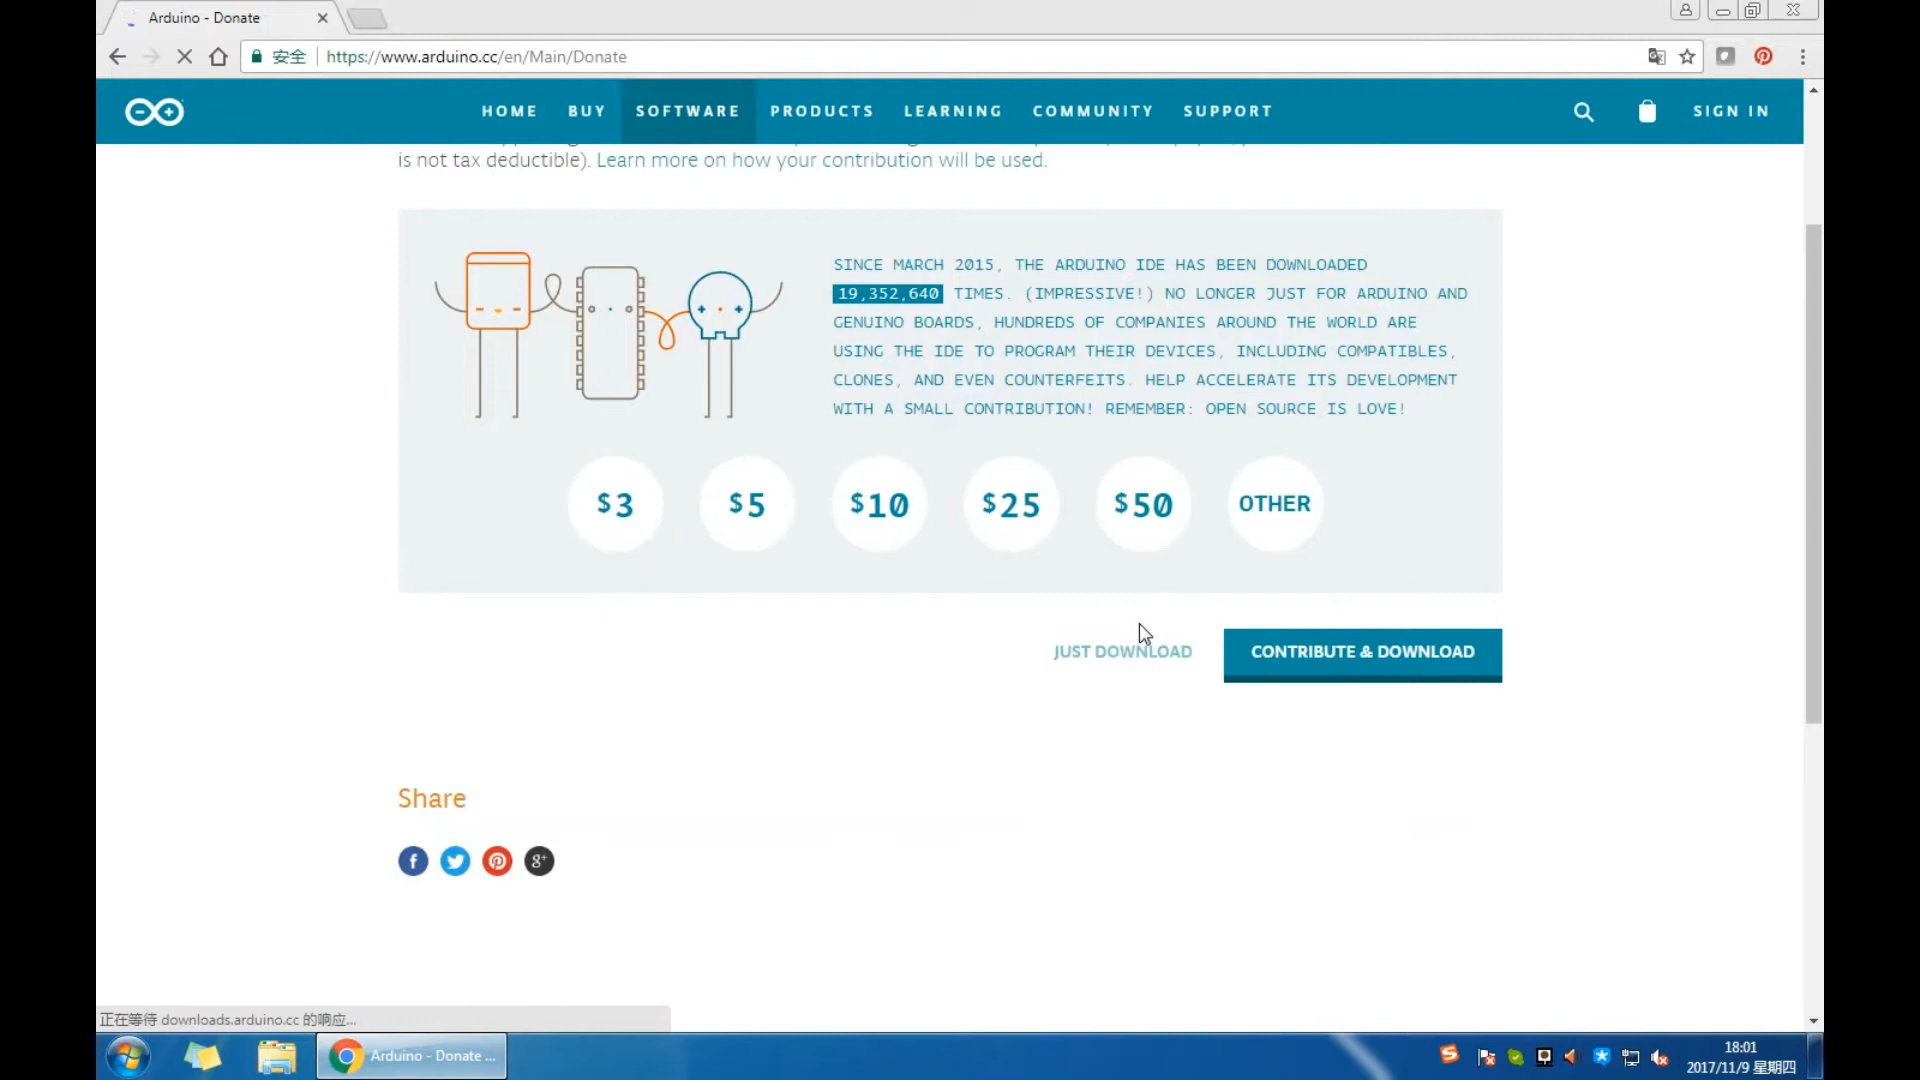 Arduino - Donate
安全
https://www.arduino.cc/en/Main/Donate
HOME BUY SOFTWARE PRODUCTS LEARNING COMMUNITY SUPPORT SIGN IN
is not tax deductible). Learn more on how your contribution will be used.
SINCE MARCH 2015, THE ARDUINO IDE HAS BEEN DOWNLOADED
19,352,640 TIMES. (IMPRESSIVE!) NO LONGER JUST FOR ARDUINO AND
GENUINO BOARDS, HUNDREDS OF COMPANIES AROUND THE WORLD ARE
USING THE IDE TO PROGRAM THEIR DEVICES, INCLUDING COMPATIBLES,
CLONES, AND EVEN COUNTERFEITS. HELP ACCELERATE ITS DEVELOPMENT
WITH A SMALL CONTRIBUTION! REMEMBER: OPEN SOURCE IS LOVE!
$3 $5 $10 $25 $50 OTHER
JUST DOWNLOAD CONTRIBUTE & DOWNLOAD
Share
正在等待 downloads.arduino.cc 的响应...
Arduino - Donate ...
18:01
2017/11/9 星期四